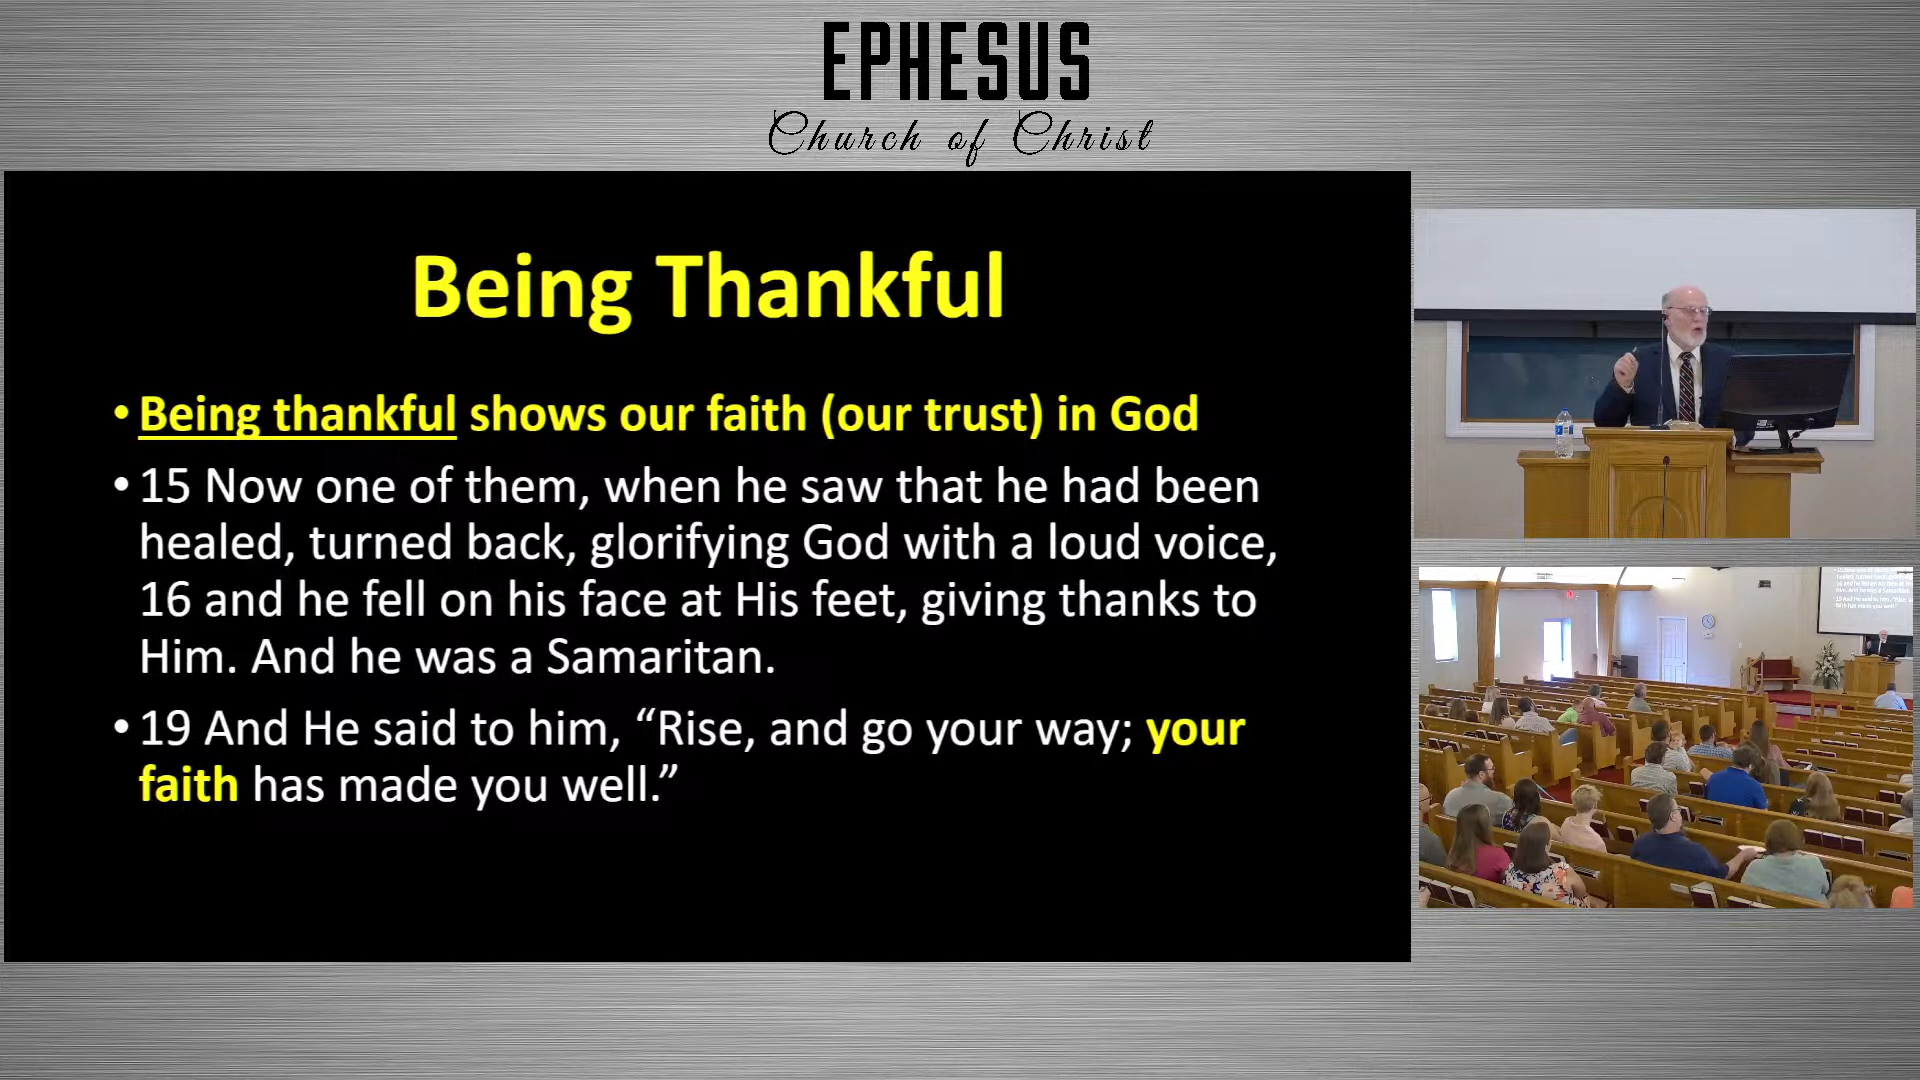 EPHESUS
Church of Christ
Being Thankful
• Being thankful shows our faith (our trust) in God
• 15 Now one of them, when he saw that he had been
healed, turned back, glorifying God with a loud voice,
16 and he fell on his face at His feet, giving thanks to
Him. And he was a Samaritan.
• 19 And He said to him, “Rise, and go your way; your
faith has made you well.”